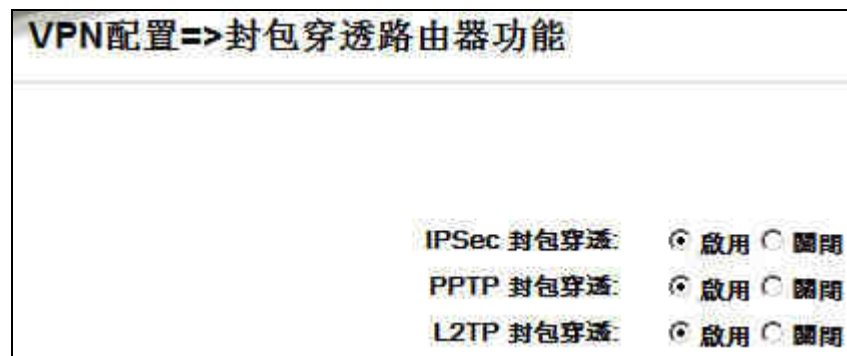 VPN配置=>封包穿透路由器功能
IPSec 封包穿透: 啟用 關閉
PPTP 封包穿透: 啟用 關閉
L2TP 封包穿透: 啟用 關閉